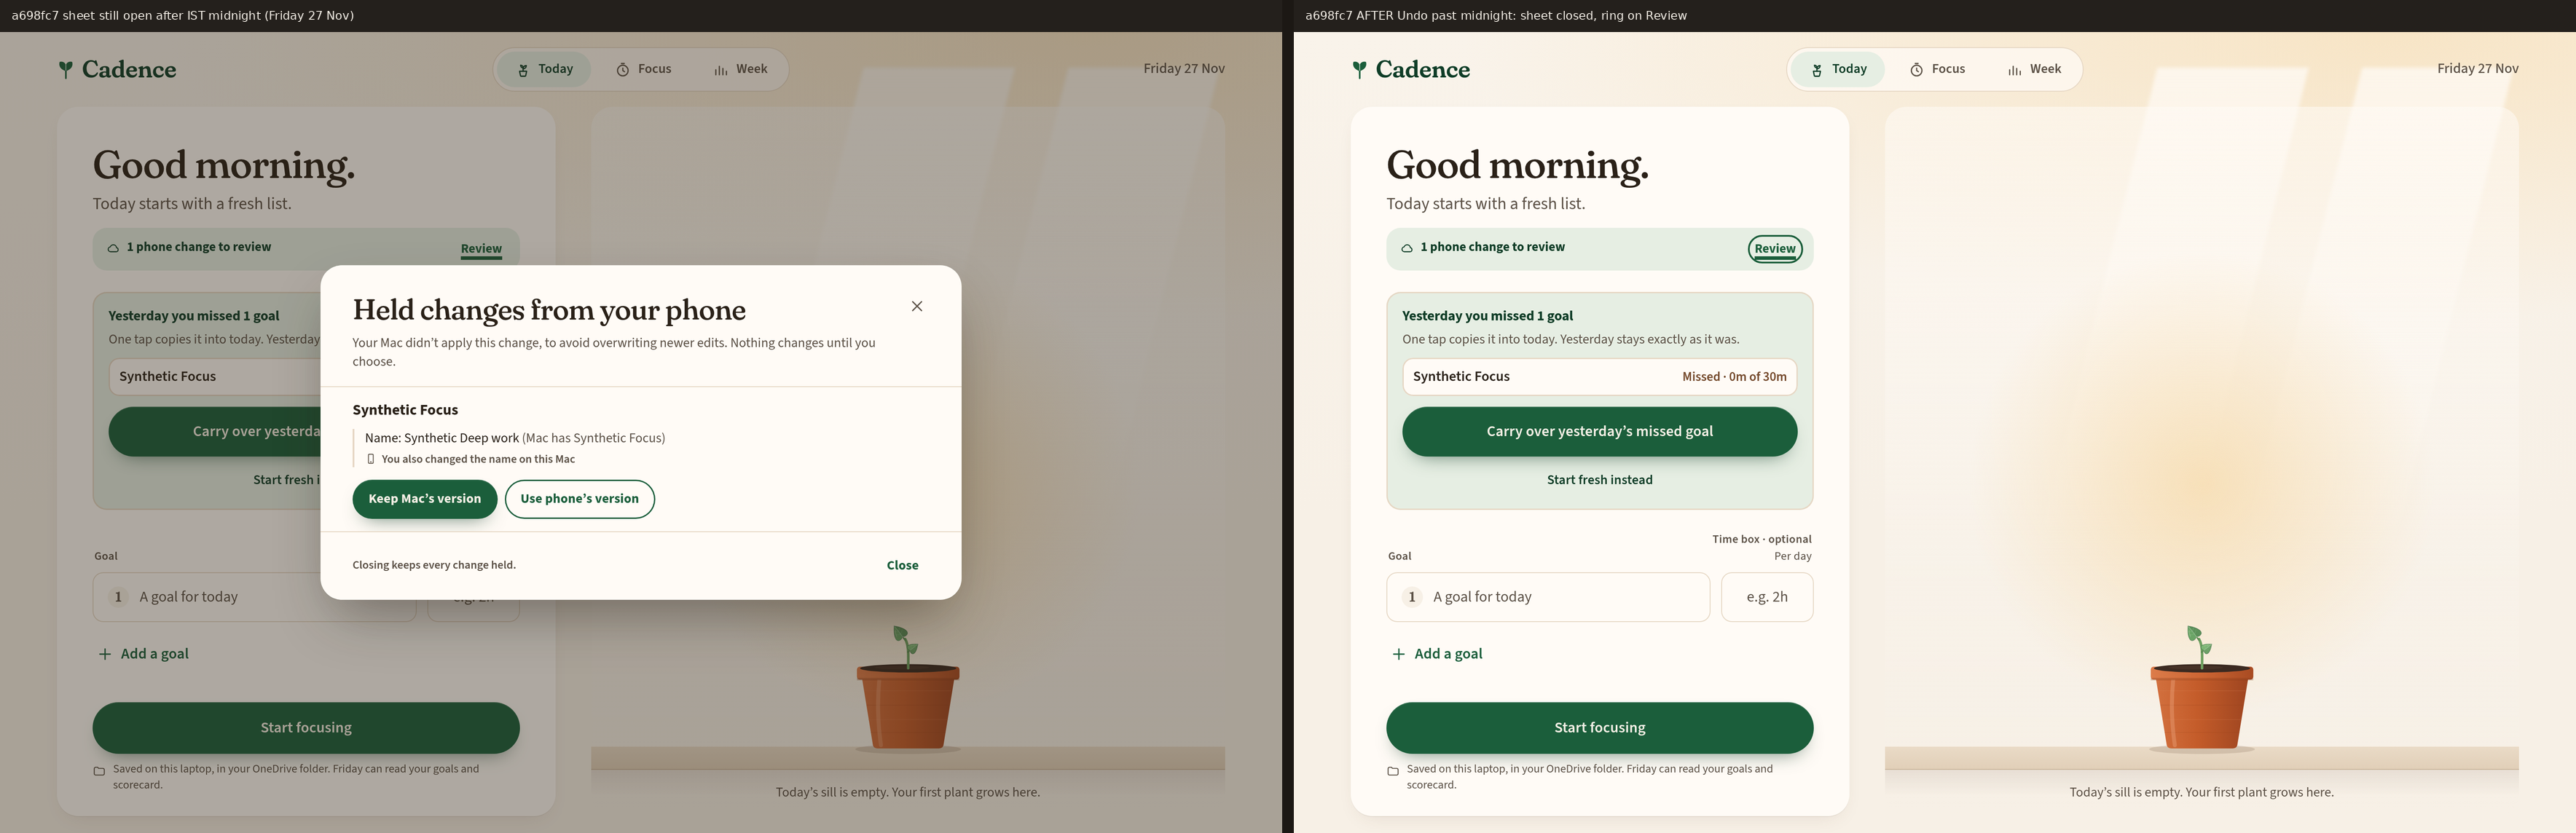 a698fc7 sheet still open after IST midnight (Friday 27 Nov)
Cadence
Today
Focus
Week
Friday 27 Nov
Good morning.
Today starts with a fresh list.
1 phone change to review
Review
Yesterday you missed 1 goal
One tap copies it into today. Yesterday
Synthetic Focus
Carry over yesterda
Start fresh i
Held changes from your phone
Your Mac didn’t apply this change, to avoid overwriting newer edits. Nothing changes until you
choose.
Synthetic Focus
Name: Synthetic Deep work (Mac has Synthetic Focus)
You also changed the name on this Mac
Keep Mac’s version
Use phone’s version
Closing keeps every change held.
Close
Goal
1 A goal for today
e.g. 2h
Add a goal
Start focusing
Saved on this laptop, in your OneDrive folder. Friday can read your goals and
scorecard.
Today’s sill is empty. Your first plant grows here.
a698fc7 AFTER Undo past midnight: sheet closed, ring on Review
Cadence
Today
Focus
Week
Friday 27 Nov
Good morning.
Today starts with a fresh list.
1 phone change to review
Review
Yesterday you missed 1 goal
One tap copies it into today. Yesterday stays exactly as it was.
Synthetic Focus
Missed · 0m of 30m
Carry over yesterday’s missed goal
Start fresh instead
Time box · optional
Goal
Per day
1 A goal for today
e.g. 2h
Add a goal
Start focusing
Saved on this laptop, in your OneDrive folder. Friday can read your goals and
scorecard.
Today’s sill is empty. Your first plant grows here.